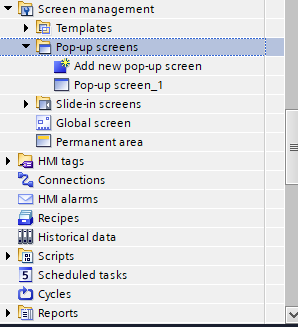 Screen management
Templates
Pop-up screens
Add new pop-up screen
Pop-up screen_1
Slide-in screens
Global screen
Permanent area
HMI tags
Connections
HMI alarms
Recipes
Historical data
Scripts
5 Scheduled tasks
Cycles
Reports